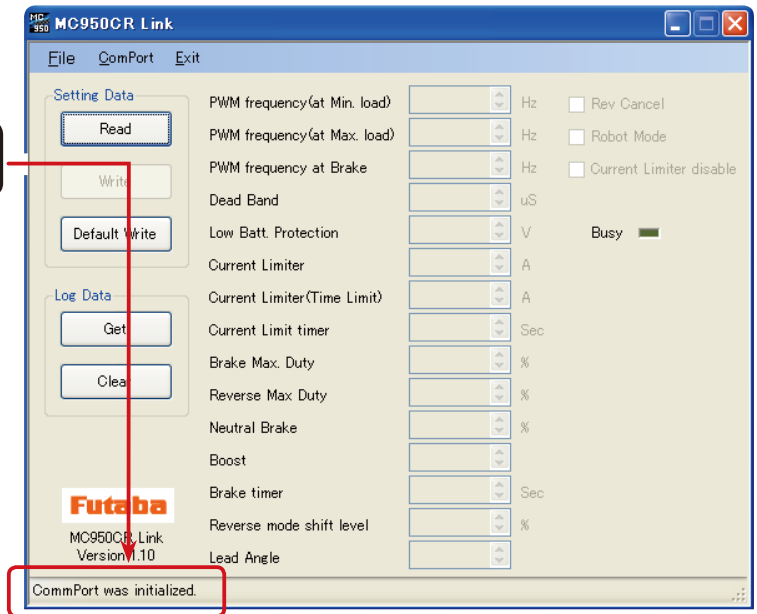 MC950CR Link
File ComPort Exit
Setting Data
Read
Write
Default Write
Log Data
Get
Clear
Futaba
MC950CR Link
Version 1.10
PWM frequency(at Min. load) Hz
PWM frequency(at Max. load) Hz
PWM frequency at Brake Hz
Dead Band uS
Low Batt. Protection V
Current Limiter A
Current Limiter(Time Limit) A
Current Limit timer Sec
Brake Max. Duty %
Reverse Max Duty %
Neutral Brake %
Boost
Brake timer Sec
Reverse mode shift level %
Lead Angle
Rev Cancel
Robot Mode
Current Limiter disable
Busy
CommPort was initialized.